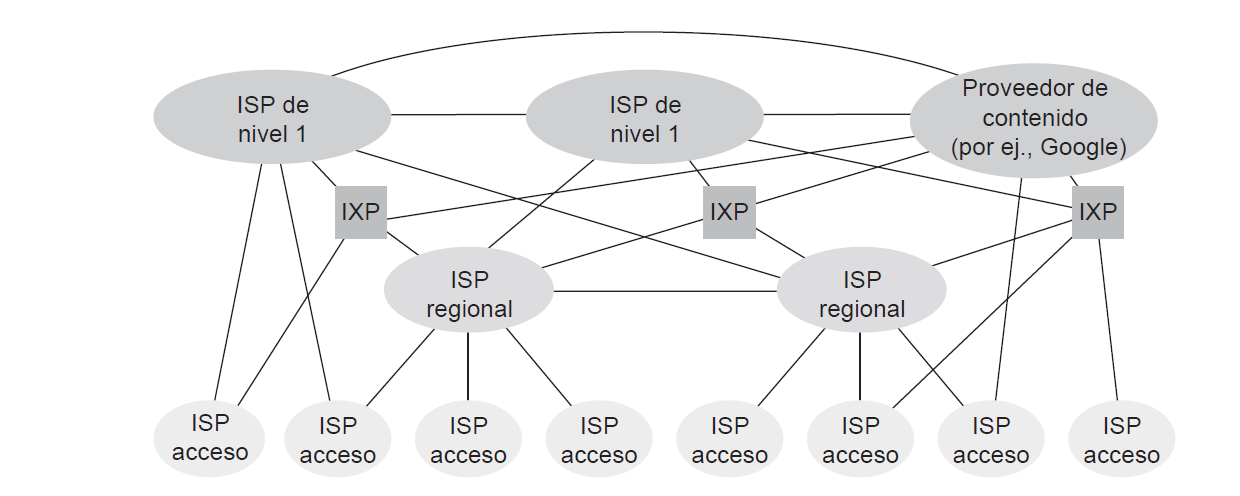 ISP de
nivel 1
ISP de
nivel 1
Proveedor de
contenido
(por ej., Google)
IXP
IXP
IXP
ISP
regional
ISP
regional
ISP
acceso
ISP
acceso
ISP
acceso
ISP
acceso
ISP
acceso
ISP
acceso
ISP
acceso
ISP
acceso